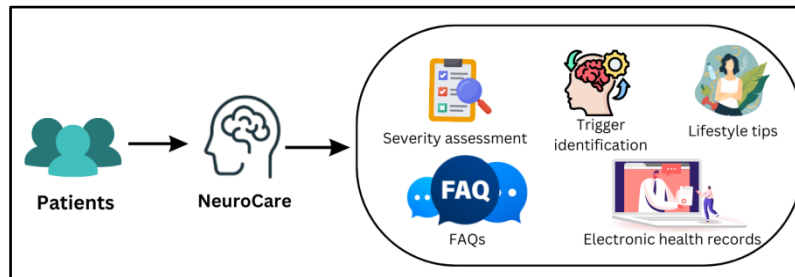 Severity assessment
Trigger
identification
Lifestyle tips
Patients
NeuroCare
FAQ
FAQs
Electronic health records